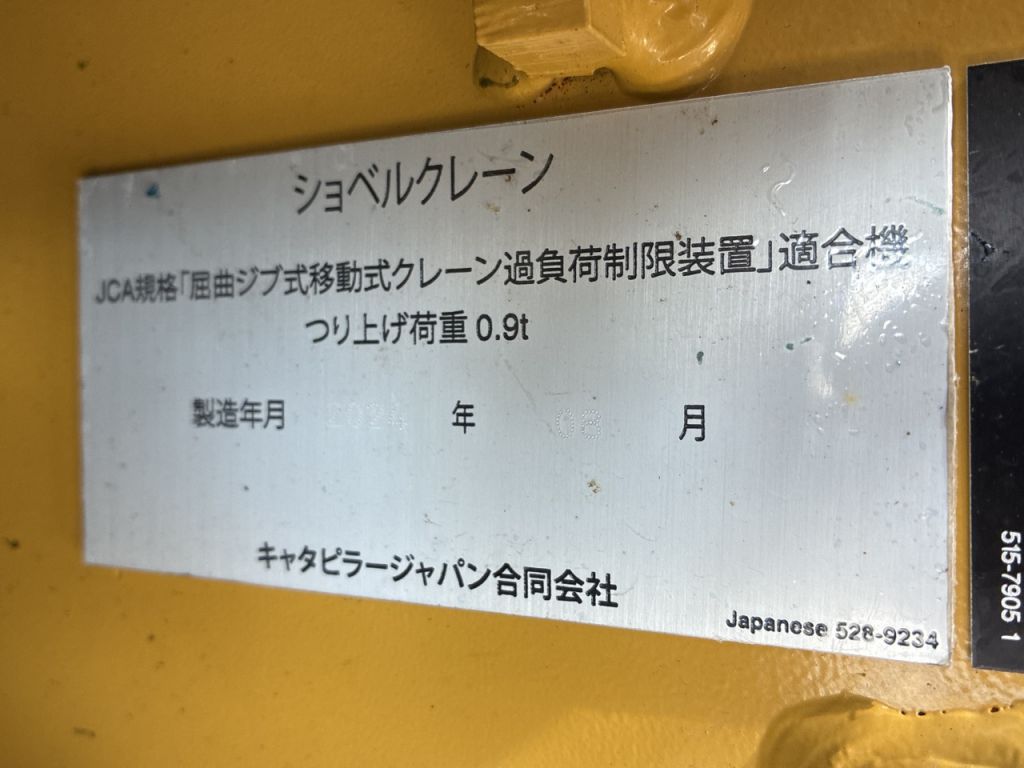 ショベルクレーン
JCA規格「屈曲ジブ式移動式クレーン過負荷制限装置」適合機
つり上げ荷重 0.9t
製造年月 2024 年 08 月
キャタピラージャパン合同会社
Japanese 528-9234
515-7905 1